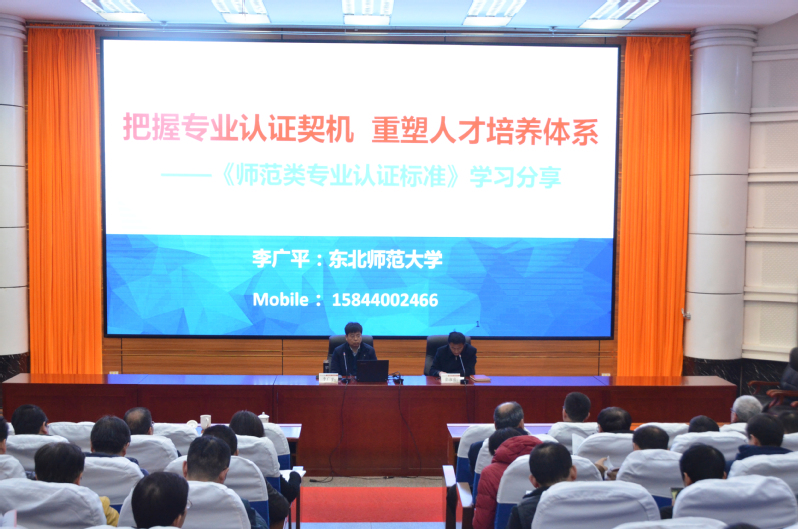 把握专业认证契机 重塑人才培养体系
——《师范类专业认证标准》学习分享
李广平：东北师范大学
Mobile： 15844002466
1